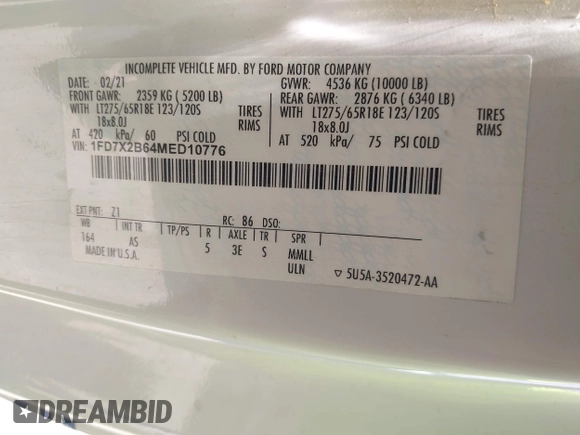 INCOMPLETE VEHICLE MFD. BY FORD MOTOR COMPANY
DATE: 02/21 GVWR: 4536 KG (10000 LB)
FRONT GAWR: 2359 KG ( 5200 LB) REAR GAWR: 2876 KG ( 6340 LB)
WITH LT275/65R18E 123/120S TIRES WITH LT275/65R18E 123/120S TIRES
18x8.0J RIMS 18x8.0J RIMS
AT 420 kPa/ 60 PSI COLD AT 520 kPa/ 75 PSI COLD
VIN: 1FD7X2B64MED10776
EXT PNT: Z1 RC: 86 DSO:
WB INT TR TP/PS R AXLE TR SPR
164 AS 5 3E S MMLL
MADE IN U.S.A. ULN ▽ 5U5A-3520472-AA
DREAMBID